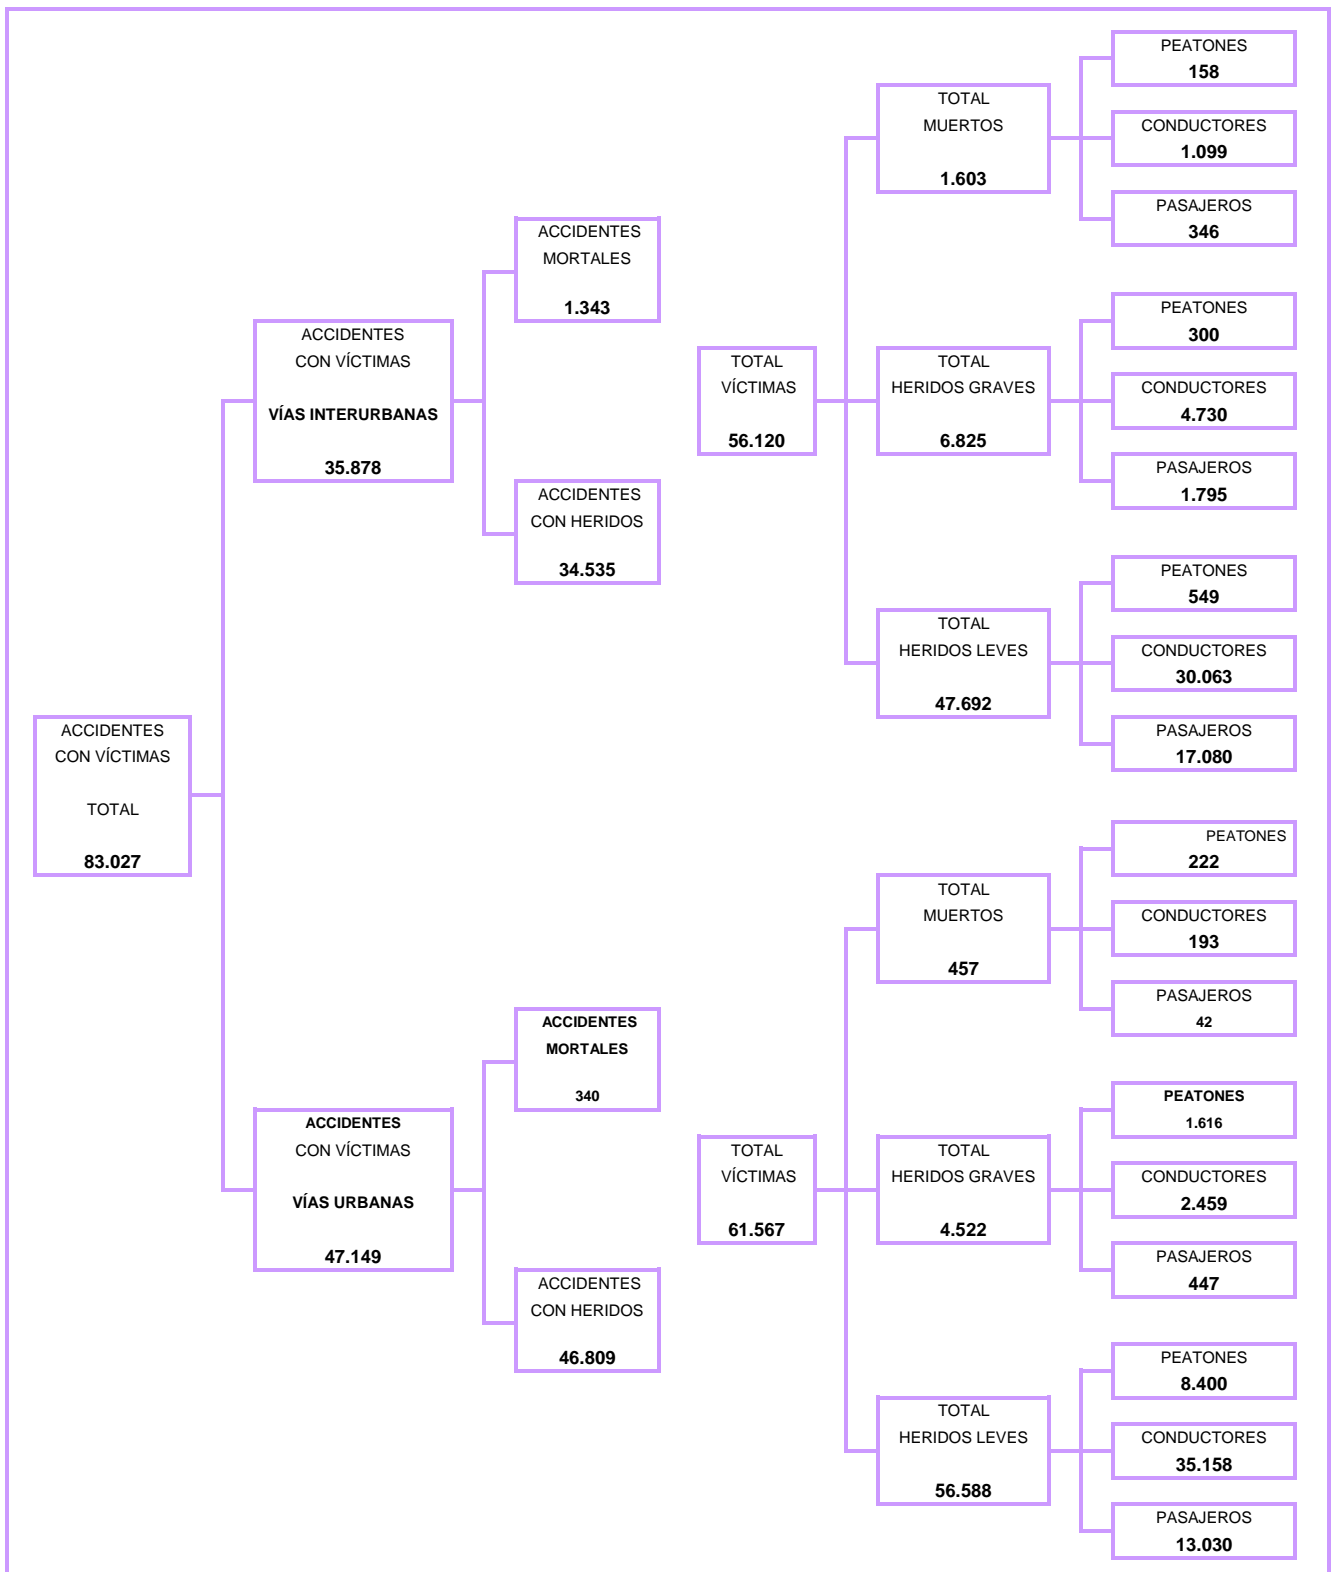 ACCIDENTES
CON VÍCTIMAS
TOTAL
83.027
ACCIDENTES
CON VÍCTIMAS
VÍAS INTERURBANAS
35.878
ACCIDENTES
MORTALES
1.343
ACCIDENTES
CON HERIDOS
34.535
TOTAL
VÍCTIMAS
56.120
TOTAL
MUERTOS
1.603
PEATONES
158
CONDUCTORES
1.099
PASAJEROS
346
TOTAL
HERIDOS GRAVES
6.825
PEATONES
300
CONDUCTORES
4.730
PASAJEROS
1.795
TOTAL
HERIDOS LEVES
47.692
PEATONES
549
CONDUCTORES
30.063
PASAJEROS
17.080
ACCIDENTES
CON VÍCTIMAS
VÍAS URBANAS
47.149
ACCIDENTES
MORTALES
340
ACCIDENTES
CON HERIDOS
46.809
TOTAL
VÍCTIMAS
61.567
TOTAL
MUERTOS
457
PEATONES
222
CONDUCTORES
193
PASAJEROS
42
TOTAL
HERIDOS GRAVES
4.522
PEATONES
1.616
CONDUCTORES
2.459
PASAJEROS
447
TOTAL
HERIDOS LEVES
56.588
PEATONES
8.400
CONDUCTORES
35.158
PASAJEROS
13.030